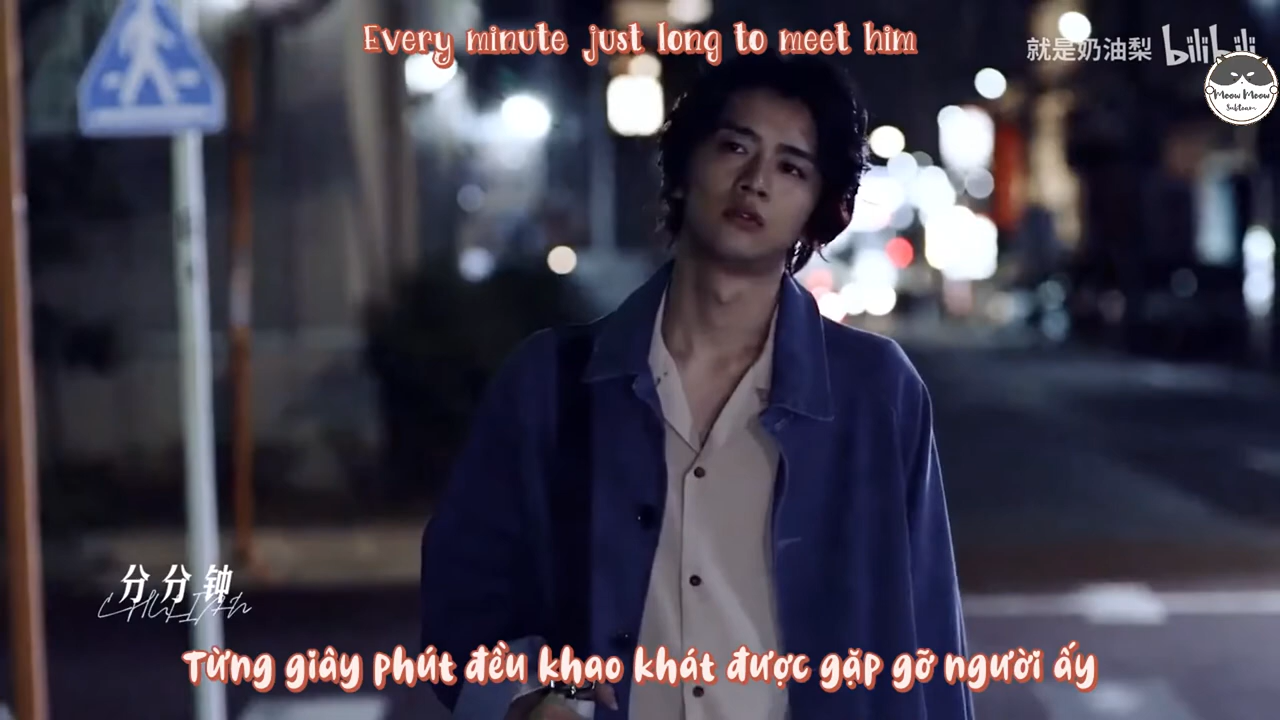 Every minute just long to meet him
就是奶油梨 bilibili
Meow Meow
Subteam
分分钟
Từng giây phút đều khao khát được gặp gỡ người ấy